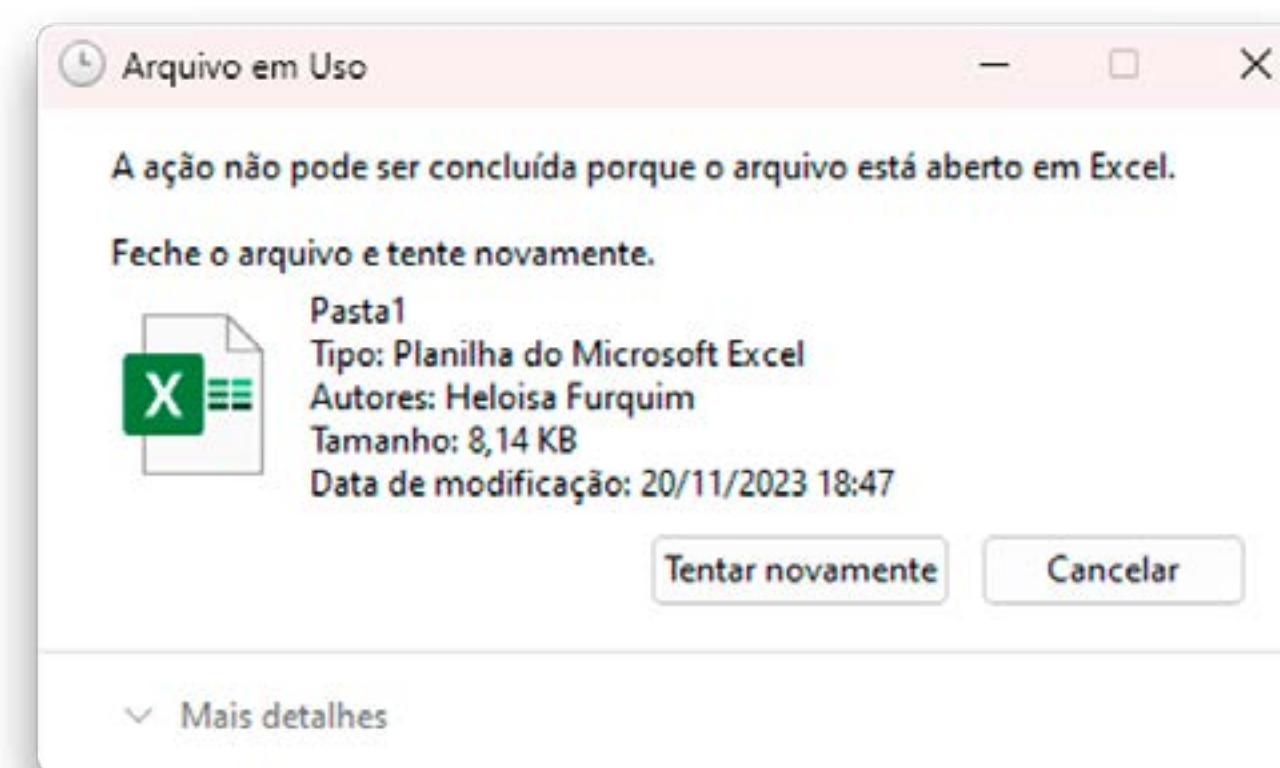 Arquivo em Uso
A ação não pode ser concluída porque o arquivo está aberto em Excel.
Feche o arquivo e tente novamente.
Pasta1
Tipo: Planilha do Microsoft Excel
Autores: Heloisa Furquim
Tamanho: 8,14 KB
Data de modificação: 20/11/2023 18:47
Tentar novamente Cancelar
Mais detalhes